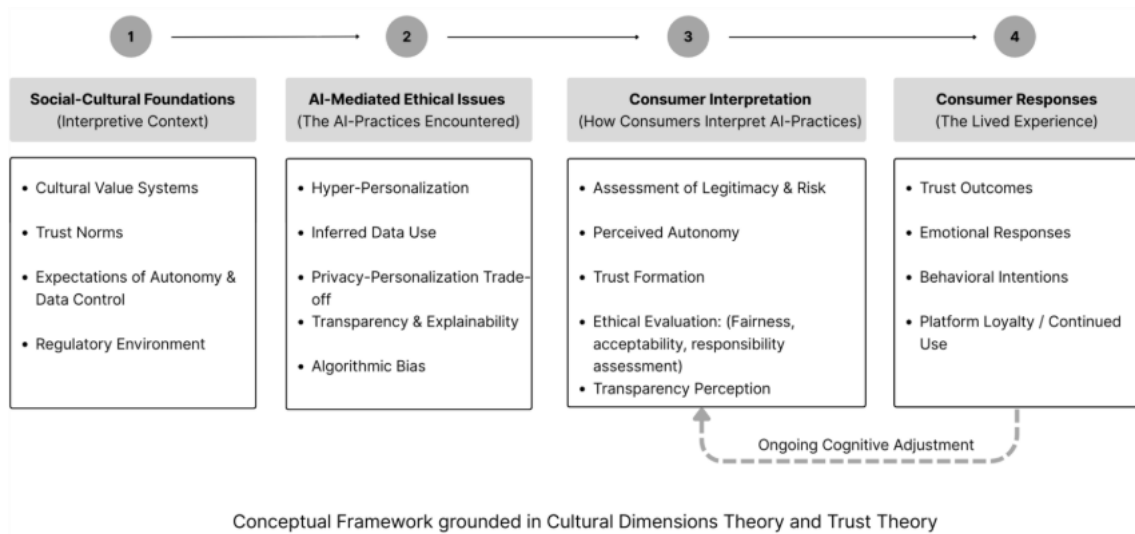 1
2
3
4
Social-Cultural Foundations
(Interpretive Context)
AI-Mediated Ethical Issues
(The AI-Practices Encountered)
Consumer Interpretation
(How Consumers Interpret AI-Practices)
Consumer Responses
(The Lived Experience)
• Cultural Value Systems
• Trust Norms
• Expectations of Autonomy &
Data Control
• Regulatory Environment
• Hyper-Personalization
• Inferred Data Use
• Privacy-Personalization Trade-
off
• Transparency & Explainability
• Algorithmic Bias
• Assessment of Legitimacy & Risk
• Perceived Autonomy
• Trust Formation
• Ethical Evaluation: (Fairness,
acceptability, responsibility
assessment)
• Transparency Perception
• Trust Outcomes
• Emotional Responses
• Behavioral Intentions
• Platform Loyalty / Continued
Use
Ongoing Cognitive Adjustment
Conceptual Framework grounded in Cultural Dimensions Theory and Trust Theory